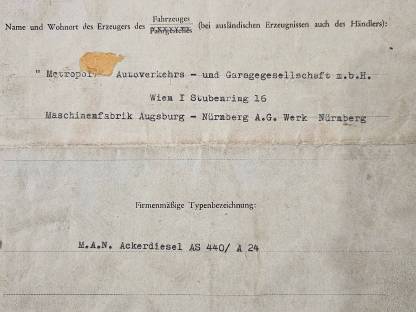 Name und Wohnort des Erzeugers des Fahrzeuges Fahrgestelles (bei ausländischen Erzeugnissen auch des Händlers):
" Metropol Autoverkehrs - und Garagegesellschaft m.b.H.
Wien I Stubenring 16
Maschinenfabrik Augsburg - Nürnberg A.G. Werk Nürnberg
Firmenmäßige Typenbezeichnung:
M.A.N. Ackerdiesel AS 440/ A 24